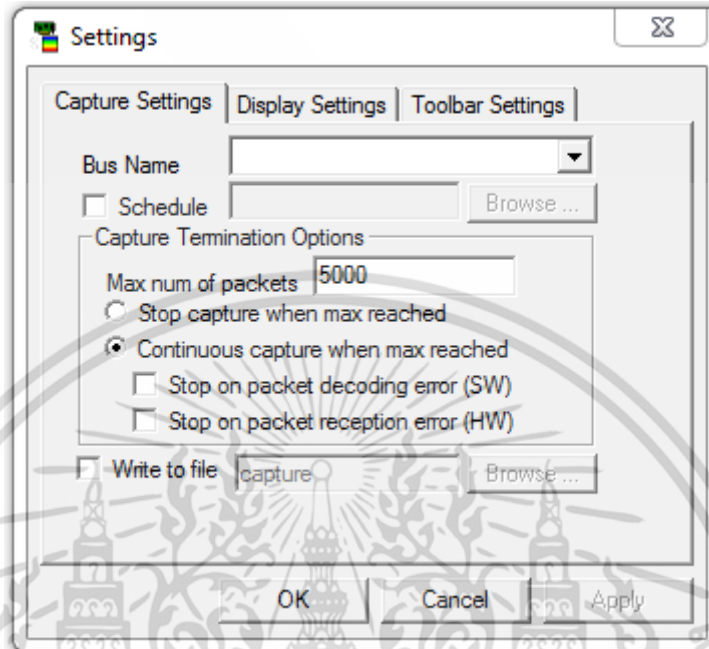 Settings
Capture Settings Display Settings Toolbar Settings
Bus Name
Schedule Browse ...
Capture Termination Options
Max num of packets 5000
Stop capture when max reached
Continuous capture when max reached
Stop on packet decoding error (SW)
Stop on packet reception error (HW)
Write to file capture Browse ...
OK Cancel Apply